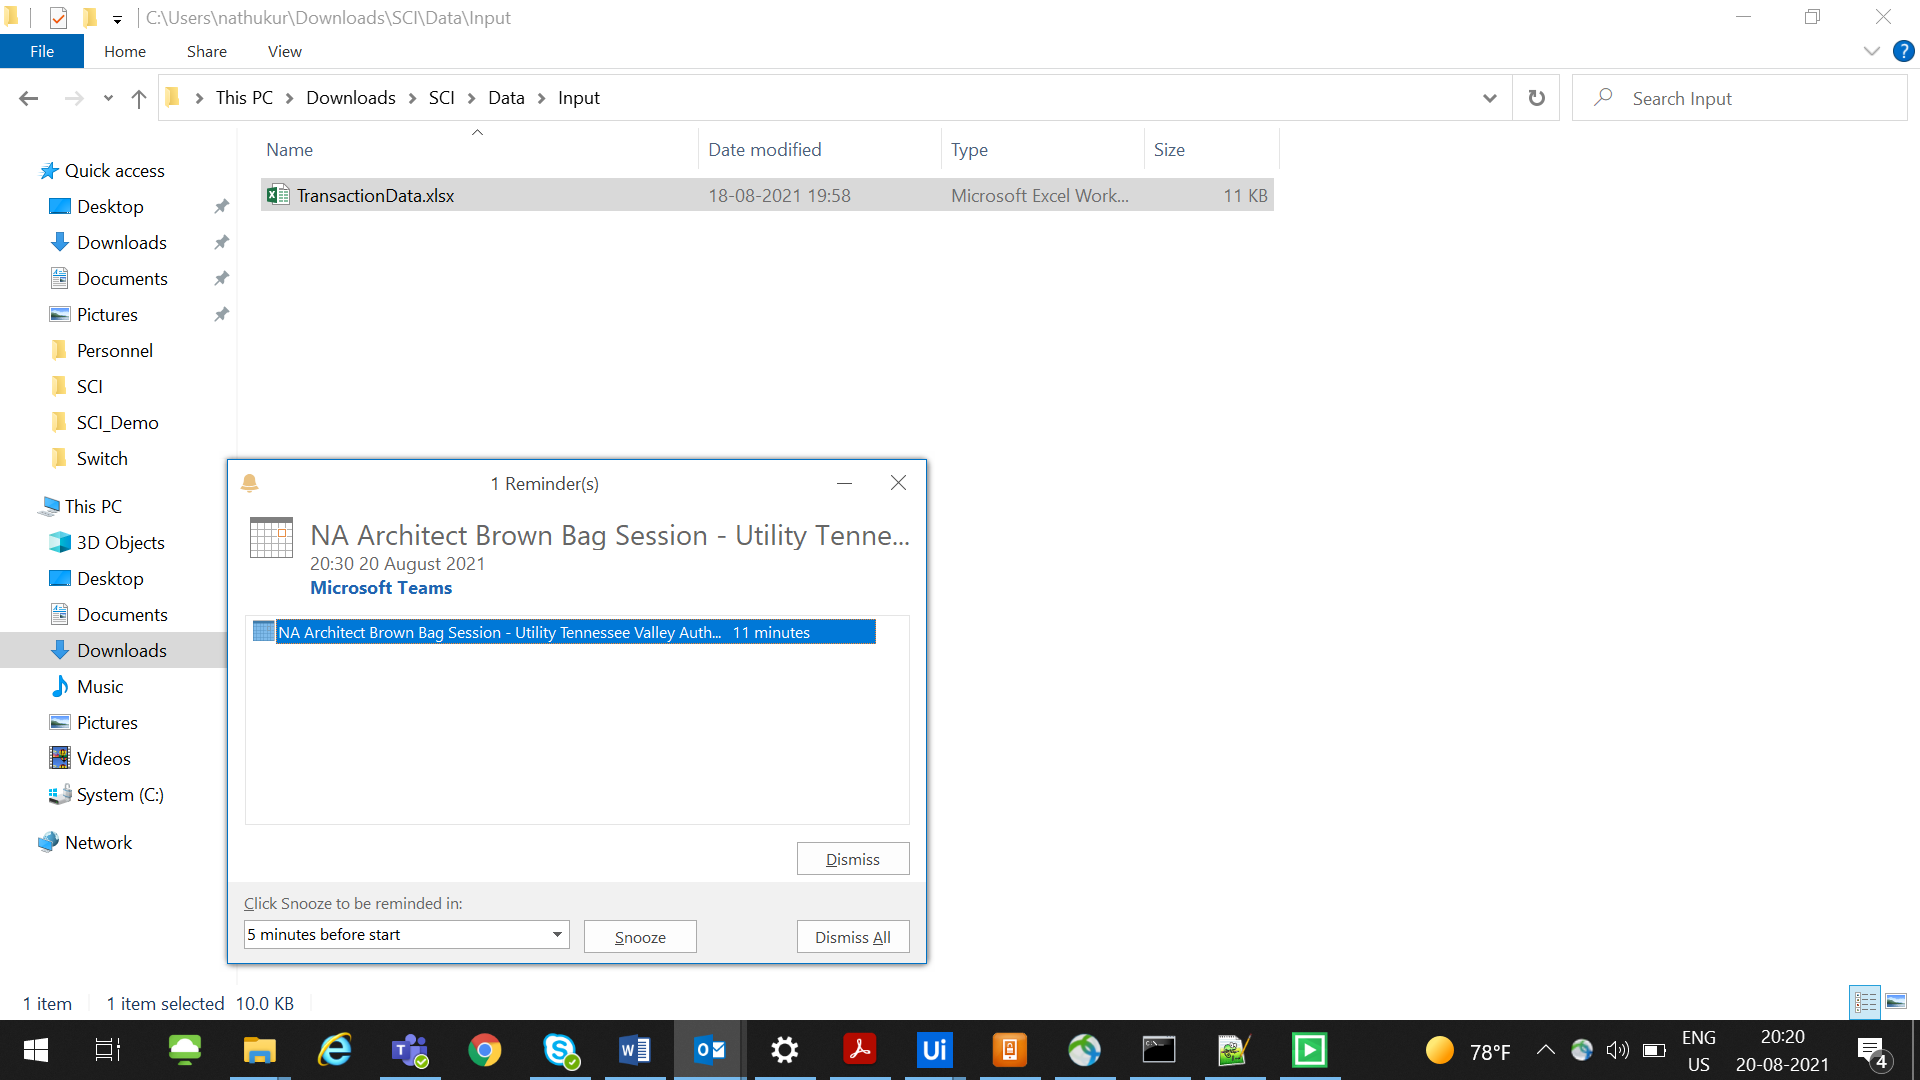 C:\Users\nathukur\Downloads\SCI\Data\Input
File Home Share View
?
This PC > Downloads > SCI > Data > Input
Search Input
Name Date modified Type Size
TransactionData.xlsx 18-08-2021 19:58 Microsoft Excel Work... 11 KB
Quick access
Desktop
Downloads
Documents
Pictures
Personnel
SCI
SCI_Demo
Switch
This PC
3D Objects
Desktop
Documents
Downloads
Music
Pictures
Videos
System (C:)
Network
1 Reminder(s)
NA Architect Brown Bag Session - Utility Tenne...
20:30 20 August 2021
Microsoft Teams
NA Architect Brown Bag Session - Utility Tennessee Valley Auth... 11 minutes
Dismiss
Click Snooze to be reminded in:
5 minutes before start
Snooze
Dismiss All
1 item 1 item selected 10.0 KB
Ui
78°F
ENG
US
20:20
20-08-2021
4